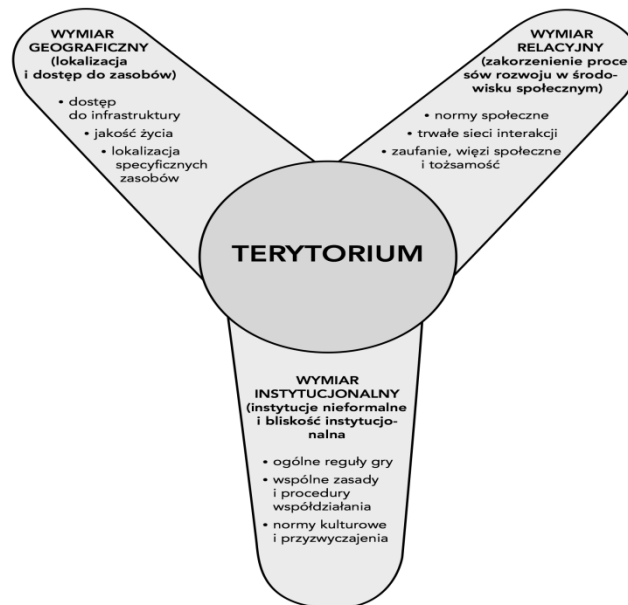 WYMIAR
GEOGRAFICZNY
(lokalizacja
i dostęp do zasobów)
• dostęp
do infrastruktury
• jakość życia
• lokalizacja
specyficznych
zasobów
WYMIAR
RELACYJNY
(zakorzenienie proce
sów rozwoju w środo-
wisku społecznym)
• normy społeczne
• trwałe sieci interakcji
• zaufanie, więzi społeczne
i tożsamość
TERYTORIUM
WYMIAR
INSTYTUCJONALNY
(instytucje nieformalne
i bliskość instytucjo-
nalna
• ogólne reguły gry
• wspólne zasady
i procedury
współdziałania
• normy kulturowe
i przyzwyczajenia